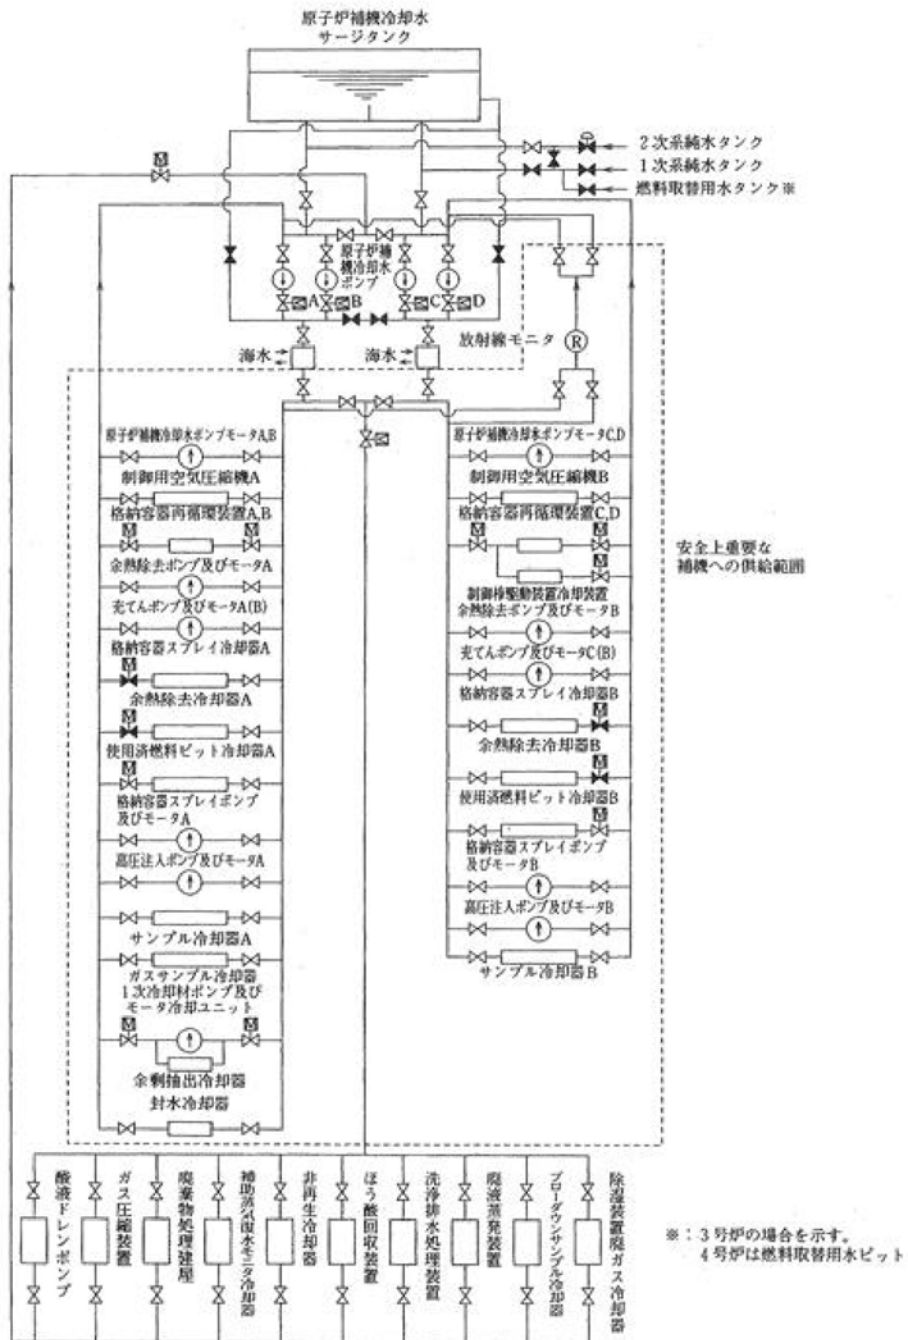 原子炉補機冷却水
サージタンク
2次系純水タンク
1次系純水タンク
燃料取替用水タンク※
原子炉補
機冷却水
ポンプ
A
B
C
D
放射線モニタ
R
海水
海水
原子炉補機冷却水ポンプモータA,B
制御用空気圧縮機A
格納容器再循環装置A,B
余熱除去ポンプ及びモータA
充てんポンプ及びモータA(B)
格納容器スプレイ冷却器A
余熱除去冷却器A
使用済燃料ピット冷却器A
格納容器スプレイポンプ
及びモータA
高圧注入ポンプ及びモータA
サンプル冷却器A
ガスサンプル冷却器
1次冷却材ポンプ及び
モータ冷却ユニット
余剰抽出冷却器
封水冷却器
原子炉補機冷却水ポンプモータC,D
制御用空気圧縮機B
格納容器再循環装置C,D
制御棒駆動装置冷却装置
余熱除去ポンプ及びモータB
充てんポンプ及びモータC(B)
格納容器スプレイ冷却器B
余熱除去冷却器B
使用済燃料ピット冷却器B
格納容器スプレイポンプ
及びモータB
高圧注入ポンプ及びモータB
サンプル冷却器B
安全上重要な
補機への供給範囲
酸液ドレンポンプ
ガス圧縮装置
廃棄物処理建屋
補助蒸気復水モニタ冷却器
非再生冷却器
ほう酸回収装置
洗浄排水処理装置
廃液蒸発装置
ブローダウンサンプル冷却器
除湿装置廃ガス冷却器
※:3号炉の場合を示す。
4号炉は燃料取替用水ピット